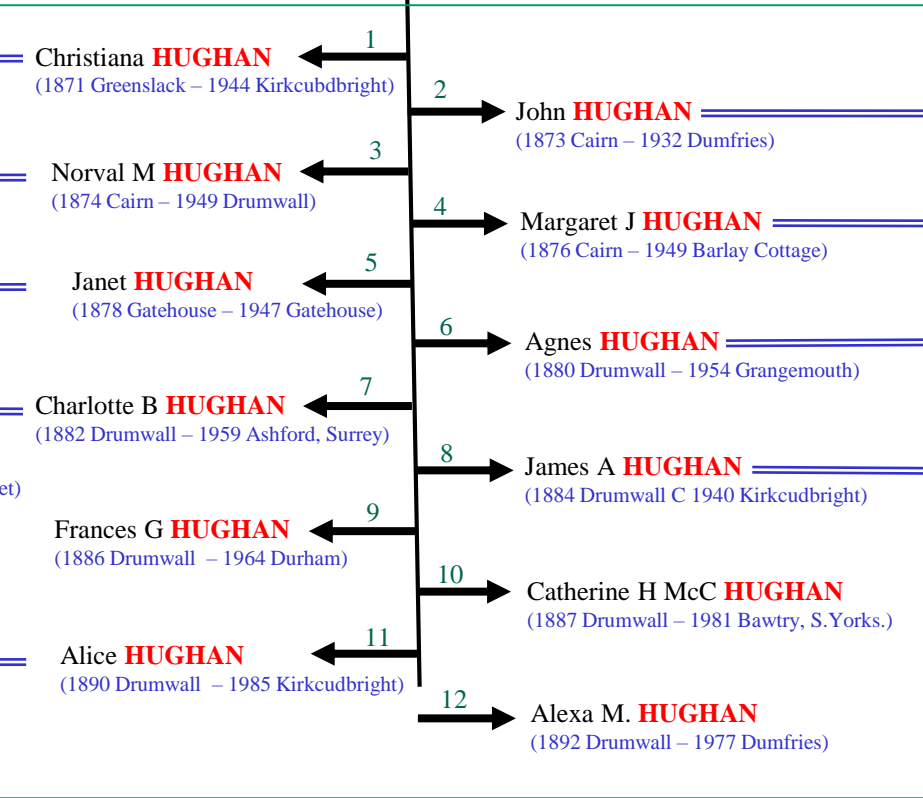 1
Christiana HUGHAN
(1871 Greenslack – 1944 Kirkcubdbright)
2
John HUGHAN
(1873 Cairn – 1932 Dumfries)
3
Norval M HUGHAN
(1874 Cairn – 1949 Drumwall)
4
Margaret J HUGHAN
(1876 Cairn – 1949 Barlay Cottage)
5
Janet HUGHAN
(1878 Gatehouse – 1947 Gatehouse)
6
Agnes HUGHAN
(1880 Drumwall – 1954 Grangemouth)
7
Charlotte B HUGHAN
(1882 Drumwall – 1959 Ashford, Surrey)
8
James A HUGHAN
(1884 Drumwall C 1940 Kirkcudbright)
et)
9
Frances G HUGHAN
(1886 Drumwall – 1964 Durham)
10
Catherine H McC HUGHAN
(1887 Drumwall – 1981 Bawtry, S.Yorks.)
11
Alice HUGHAN
(1890 Drumwall – 1985 Kirkcudbright)
12
Alexa M. HUGHAN
(1892 Drumwall – 1977 Dumfries)